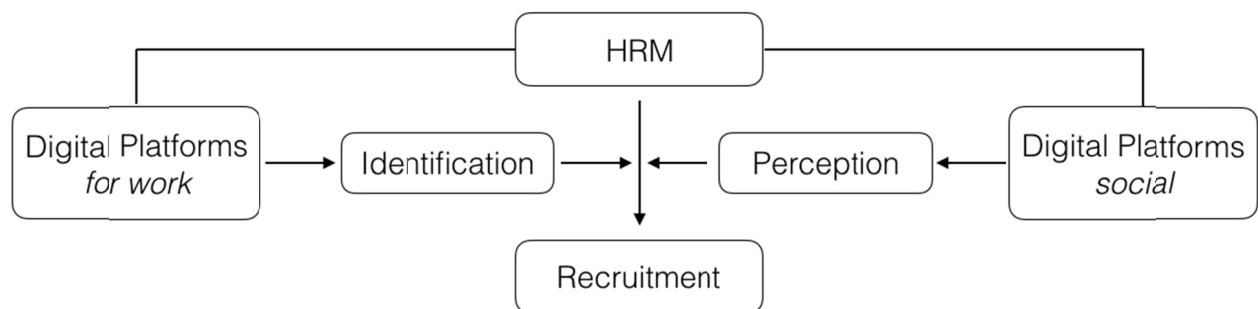 HRM
Digital Platforms
for work
Identification
Perception
Digital Platforms
social
Recruitment